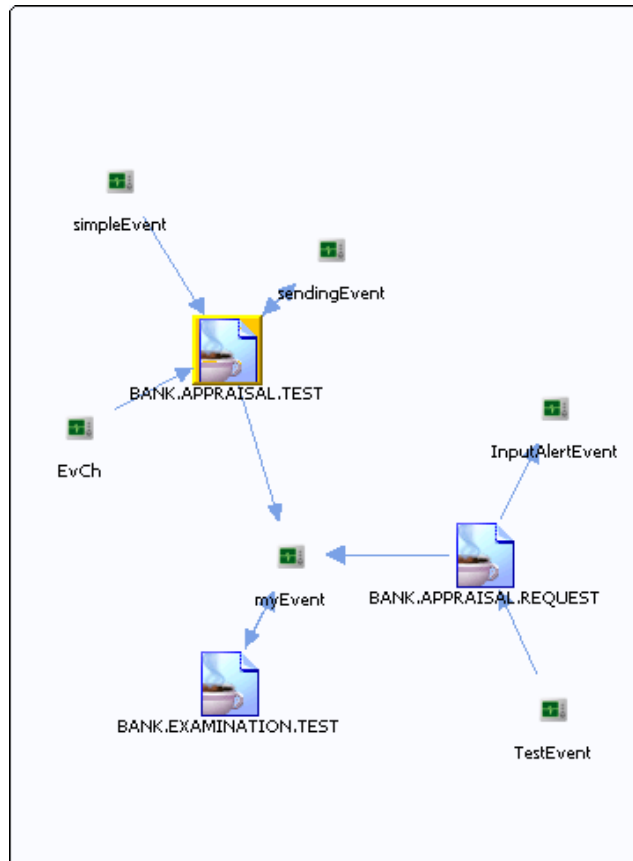 simpleEvent
sendingEvent
BANK.APPRAISAL.TEST
EvCh
InputAlertEvent
myEvent
BANK.APPRAISAL.REQUEST
BANK.EXAMINATION.TEST
TestEvent